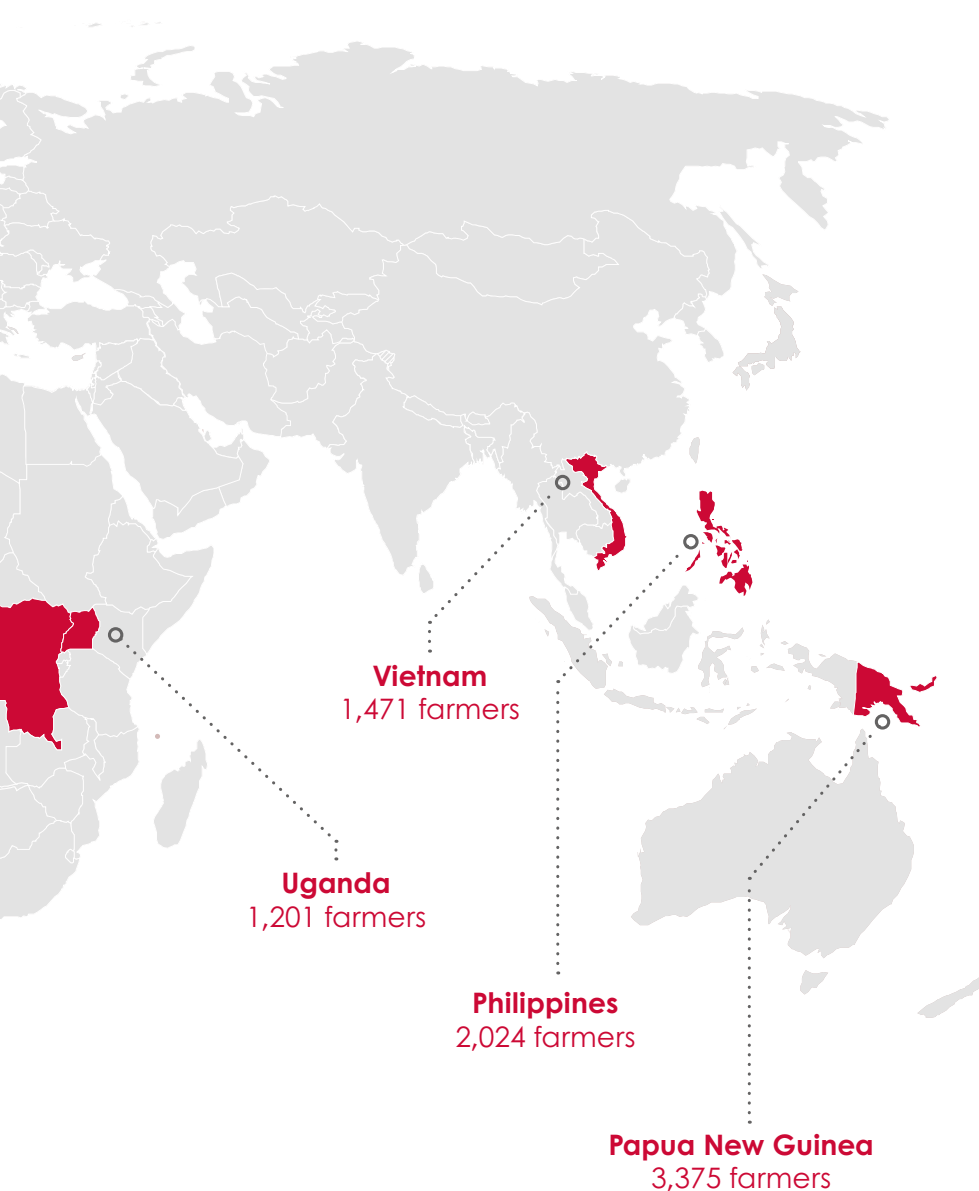 Vietnam
1,471 farmers
Uganda
1,201 farmers
Philippines
2,024 farmers
Papua New Guinea
3,375 farmers